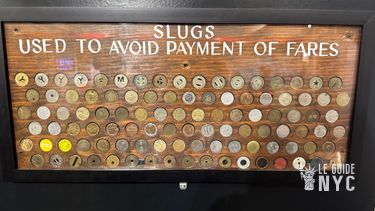 SLUGS
USED TO AVOID PAYMENT OF FARES
LE GUIDE
NYC